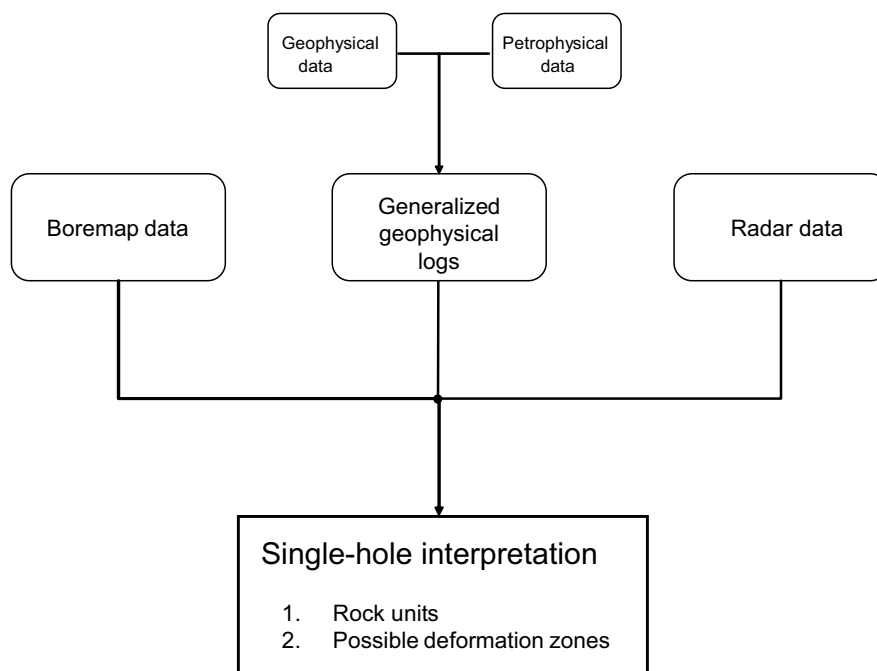 Geophysical
data
Petrophysical
data
Boremap data
Generalized
geophysical
logs
Radar data
Single-hole interpretation
1. Rock units
2. Possible deformation zones